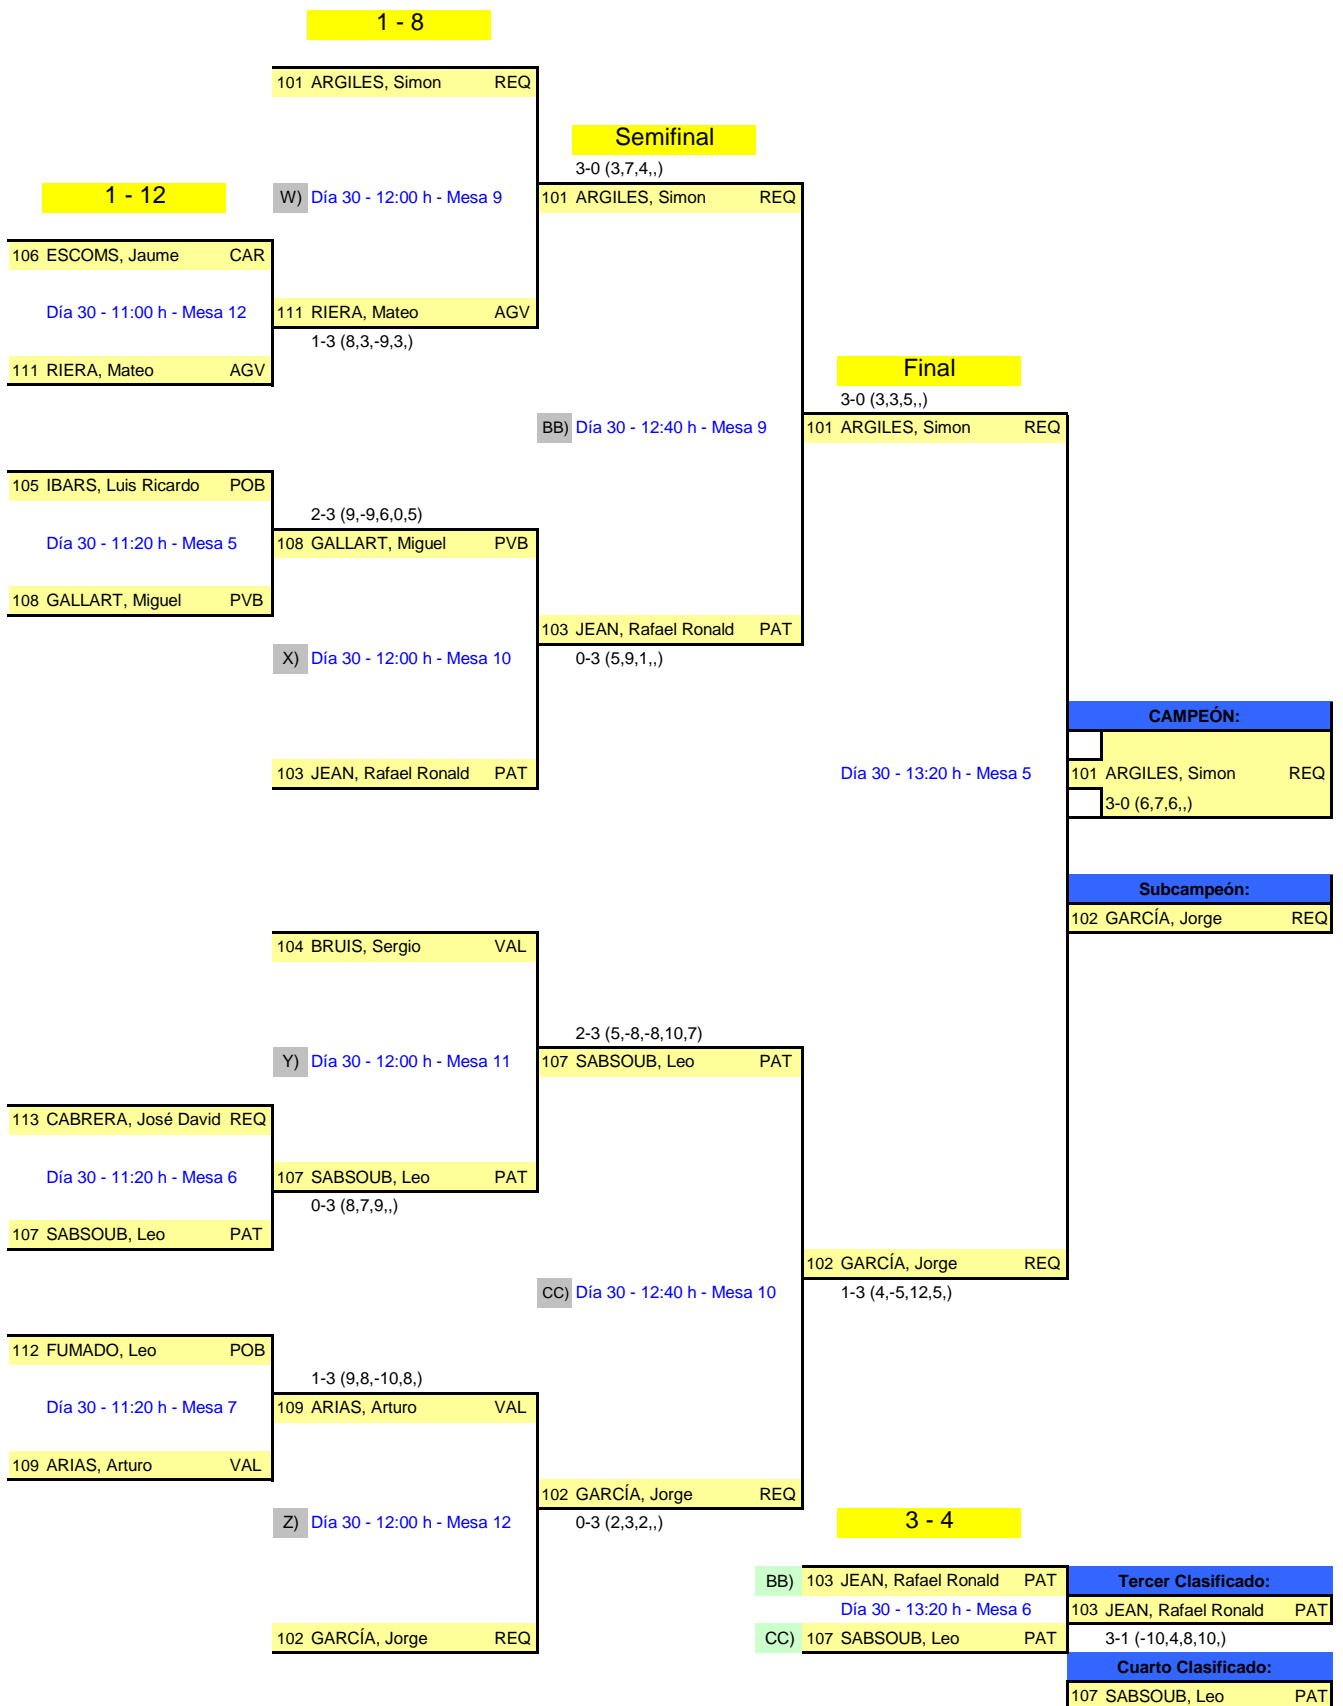 1 - 8
101 ARGILES, Simon REQ
Semifinal
3-0 (3,7,4,,)
1 - 12
W) Día 30 - 12:00 h - Mesa 9
101 ARGILES, Simon REQ
106 ESCOMS, Jaume CAR
Día 30 - 11:00 h - Mesa 12
111 RIERA, Mateo AGV
1-3 (8,3,-9,3,)
111 RIERA, Mateo AGV
Final
3-0 (3,3,5,,)
BB) Día 30 - 12:40 h - Mesa 9
101 ARGILES, Simon REQ
105 IBARS, Luis Ricardo POB
2-3 (9,-9,6,0,5)
Día 30 - 11:20 h - Mesa 5
108 GALLART, Miguel PVB
108 GALLART, Miguel PVB
103 JEAN, Rafael Ronald PAT
X) Día 30 - 12:00 h - Mesa 10
0-3 (5,9,1,,)
CAMPEÓN:
103 JEAN, Rafael Ronald PAT
Día 30 - 13:20 h - Mesa 5
101 ARGILES, Simon REQ
3-0 (6,7,6,,)
Subcampeón:
102 GARCÍA, Jorge REQ
104 BRUIS, Sergio VAL
2-3 (5,-8,-8,10,7)
Y) Día 30 - 12:00 h - Mesa 11
107 SABSOUB, Leo PAT
113 CABRERA, José David REQ
Día 30 - 11:20 h - Mesa 6
107 SABSOUB, Leo PAT
0-3 (8,7,9,,)
107 SABSOUB, Leo PAT
102 GARCÍA, Jorge REQ
CC) Día 30 - 12:40 h - Mesa 10
1-3 (4,-5,12,5,)
112 FUMADO, Leo POB
1-3 (9,8,-10,8,)
Día 30 - 11:20 h - Mesa 7
109 ARIAS, Arturo VAL
109 ARIAS, Arturo VAL
102 GARCÍA, Jorge REQ
Z) Día 30 - 12:00 h - Mesa 12
0-3 (2,3,2,,)
3 - 4
BB) 103 JEAN, Rafael Ronald PAT
Tercer Clasificado:
Día 30 - 13:20 h - Mesa 6
103 JEAN, Rafael Ronald PAT
102 GARCÍA, Jorge REQ
CC) 107 SABSOUB, Leo PAT
3-1 (-10,4,8,10,)
Cuarto Clasificado:
107 SABSOUB, Leo PAT